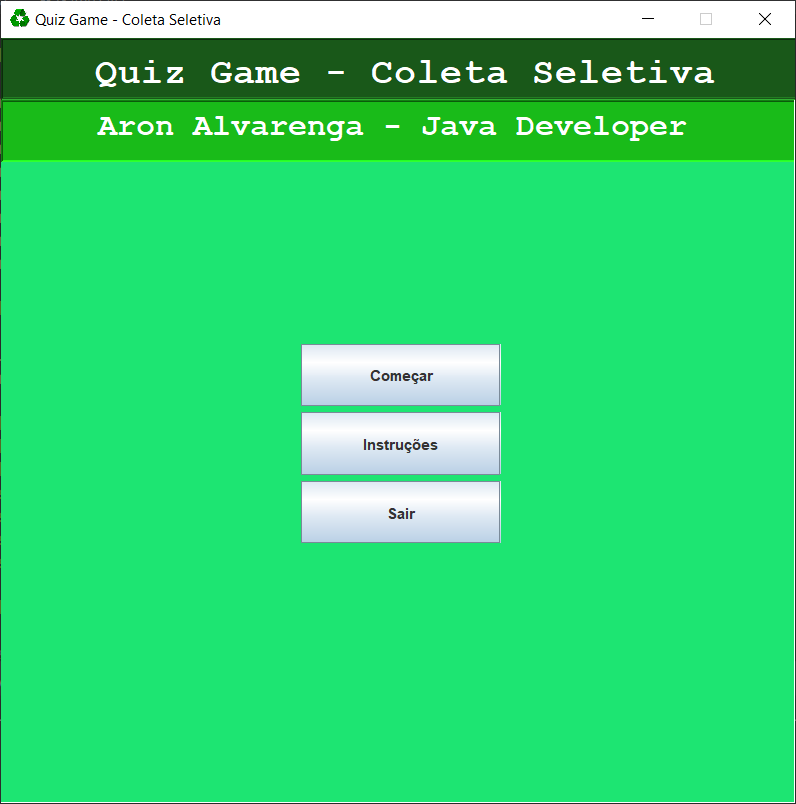 Quiz Game - Coleta Seletiva
Quiz Game - Coleta Seletiva
Aron Alvarenga - Java Developer
Começar
Instruções
Sair